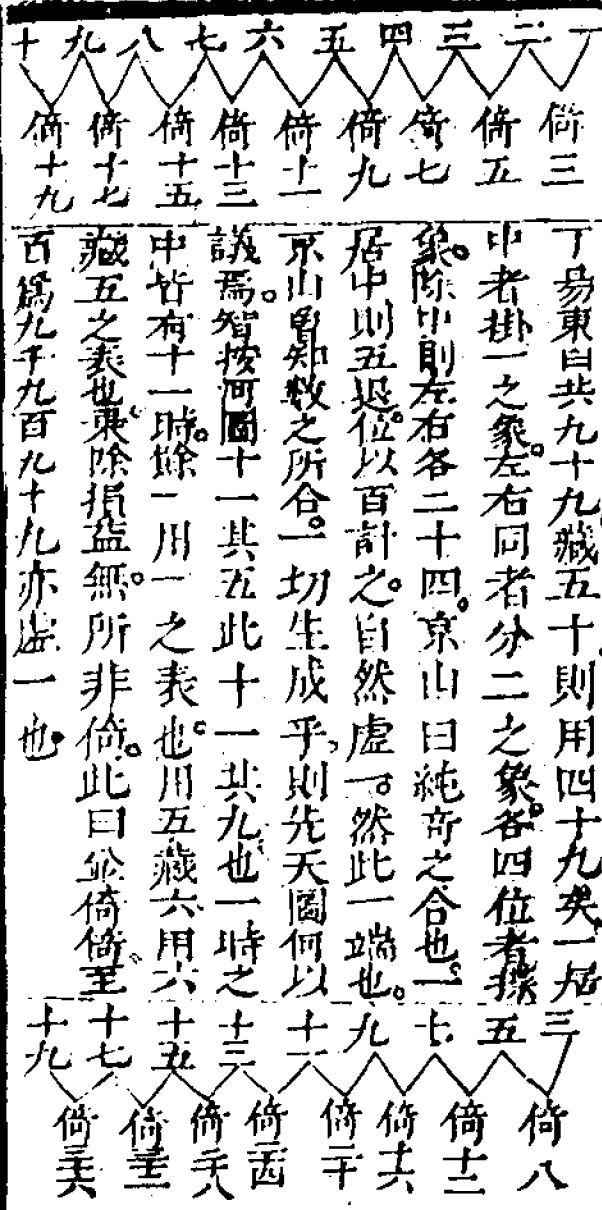 一 二 三 四 五 六 七 八 九 十
倚三 倚五 倚七 倚九 倚十一 倚十三 倚十五 倚十七 倚十九
丁易東曰共九十九藏五十則用四十九矣一居
中者掛一之象。左右同者分二之象。各四位者揲
象。除中則左右各二十四。京山曰純奇之合也。一
居中則五退位。以百計之。自然虛一。然此一端也。
京山曷知數之所合。一切生成乎則先天圖何以
議焉。智按河圖十一其五此十一其九也一時之
中皆有十一時。餘一用一之表也。用五藏六用六
藏五之表也。東除損益無。所非倚。此曰兊倚倚至
百為九千九百九十九亦虛一也。
三 五 七 九 十一 十三 十五 十七 十九
倚八 倚十二 倚十六 倚二十 倚二四 倚二八 倚三二 倚三六